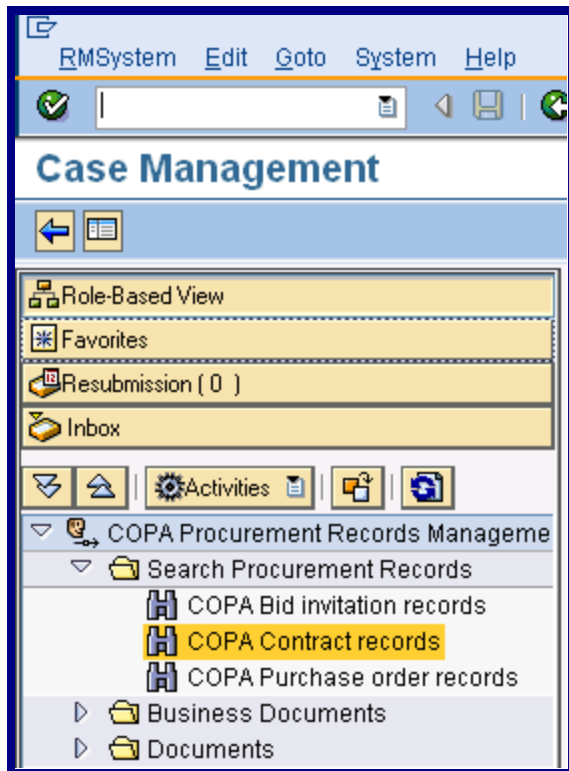 RMSystem Edit Goto System Help
Case Management
Role-Based View
Favorites
Resubmission ( 0 )
Inbox
Activities
COPA Procurement Records Manageme
Search Procurement Records
COPA Bid invitation records
COPA Contract records
COPA Purchase order records
Business Documents
Documents